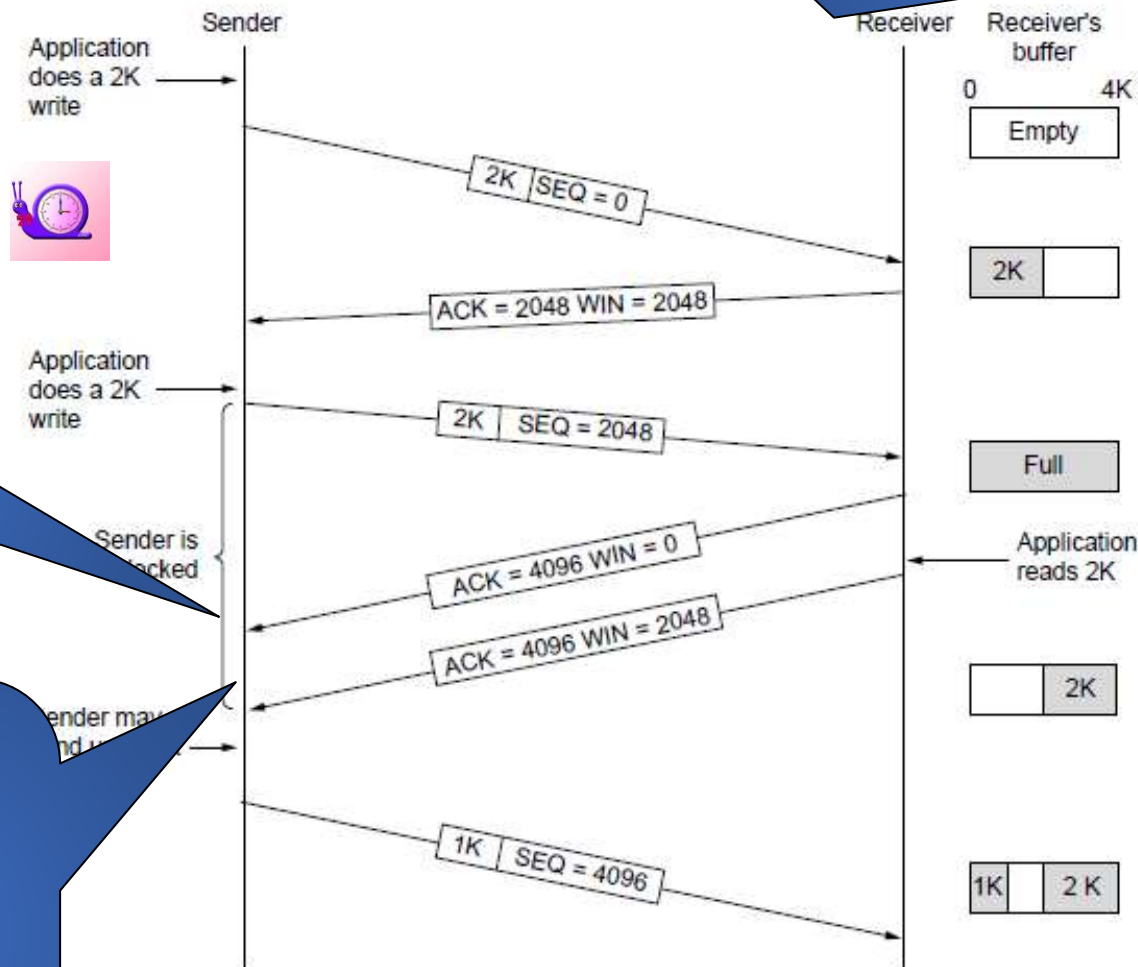 Sender
Receiver
Receiver's
buffer
Application
does a 2K
write
0
4K
Empty
2K SEQ = 0
2K
ACK = 2048 WIN = 2048
Application
does a 2K
write
2K SEQ = 2048
Full
Sender is
ACK = 4096 WIN = 0
Application
reads 2K
ACK = 4096 WIN = 2048
2K
may
1K SEQ = 4096
1K
2 K